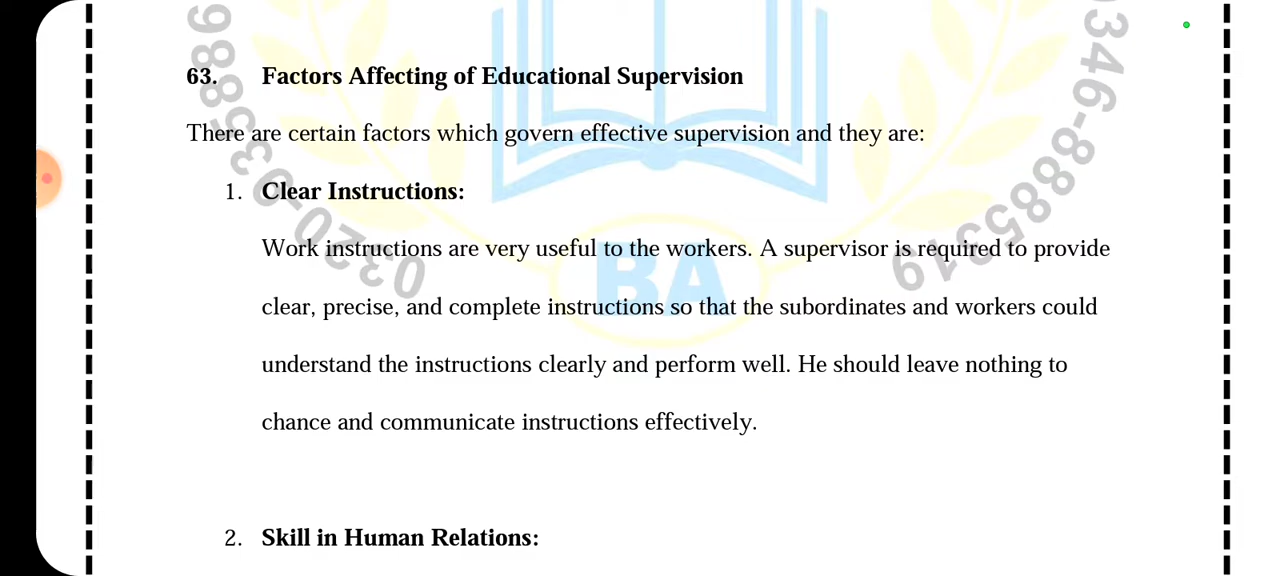 63. Factors Affecting of Educational Supervision
There are certain factors which govern effective supervision and they are:
1. Clear Instructions:
Work instructions are very useful to the workers. A supervisor is required to provide
clear, precise, and complete instructions so that the subordinates and workers could
understand the instructions clearly and perform well. He should leave nothing to
chance and communicate instructions effectively.
2. Skill in Human Relations:
BA